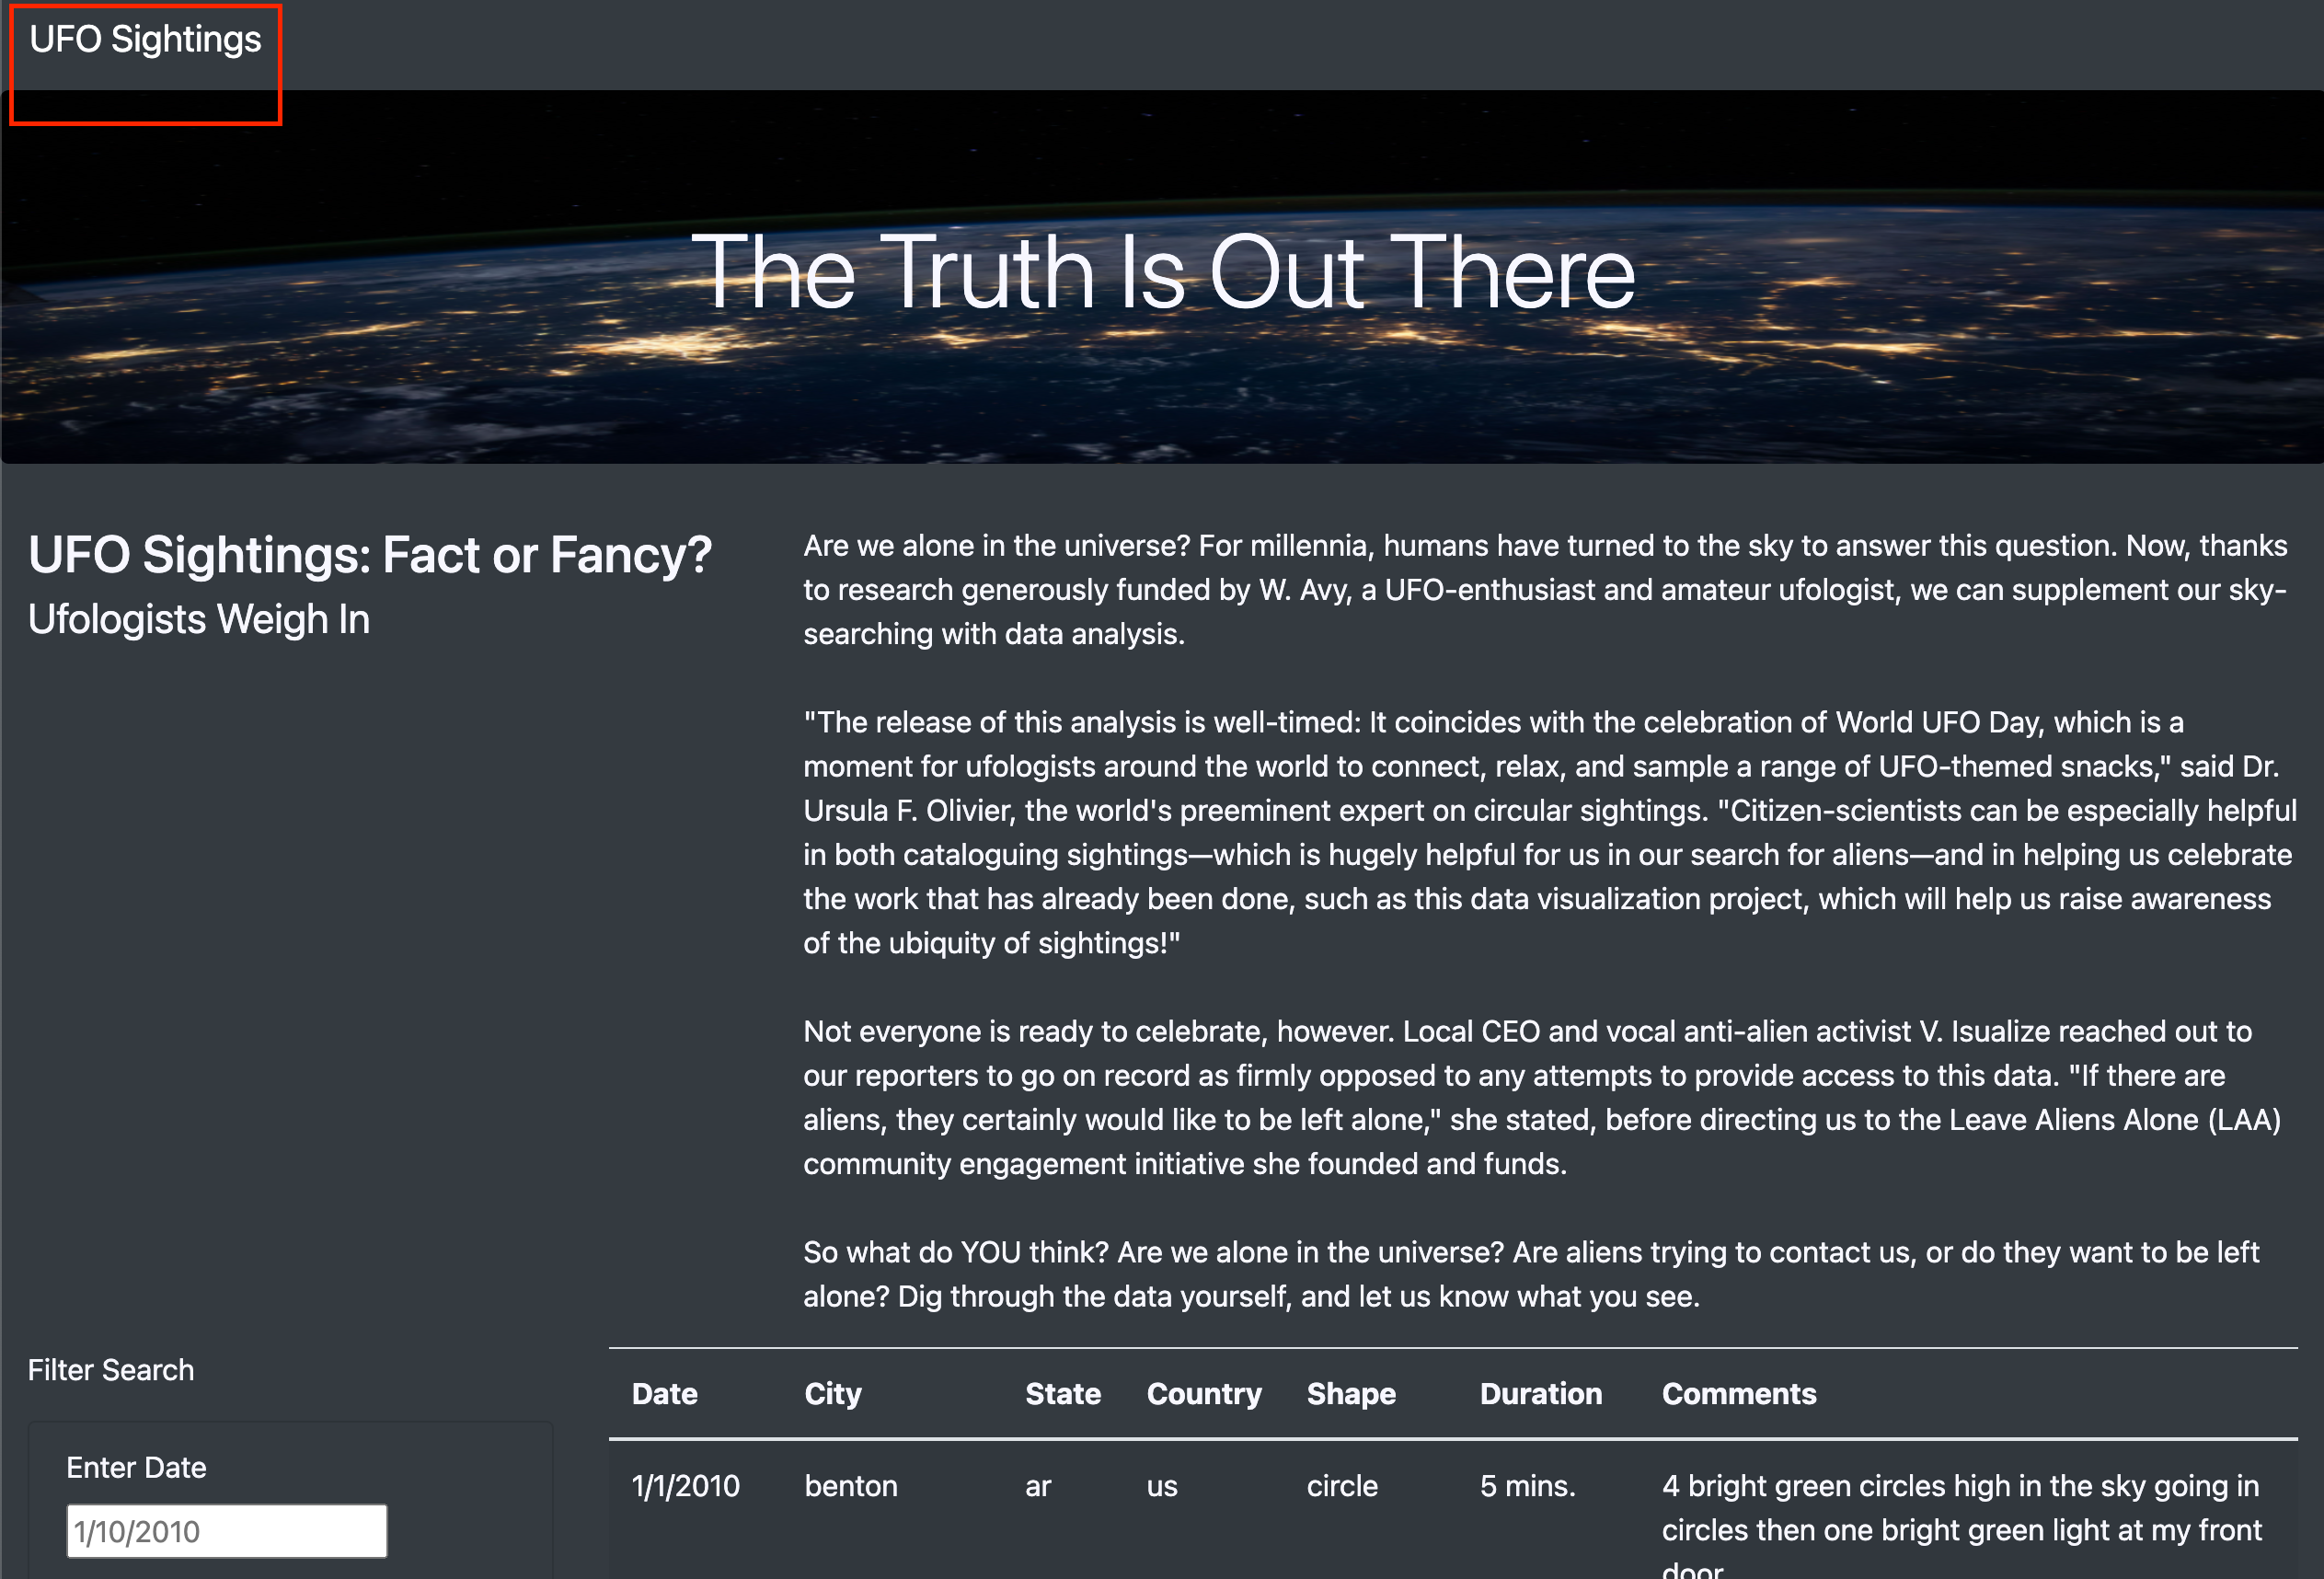 UFO Sightings
The Truth Is Out There
UFO Sightings: Fact or Fancy?
Ufologists Weigh In
Are we alone in the universe? For millennia, humans have turned to the sky to answer this question. Now, thanks
to research generously funded by W. Avy, a UFO-enthusiast and amateur ufologist, we can supplement our sky-
searching with data analysis.
"The release of this analysis is well-timed: It coincides with the celebration of World UFO Day, which is a
moment for ufologists around the world to connect, relax, and sample a range of UFO-themed snacks," said Dr.
Ursula F. Olivier, the world's preeminent expert on circular sightings. "Citizen-scientists can be especially helpful
in both cataloguing sightings—which is hugely helpful for us in our search for aliens—and in helping us celebrate
the work that has already been done, such as this data visualization project, which will help us raise awareness
of the ubiquity of sightings!"
Not everyone is ready to celebrate, however. Local CEO and vocal anti-alien activist V. Isualize reached out to
our reporters to go on record as firmly opposed to any attempts to provide access to this data. "If there are
aliens, they certainly would like to be left alone," she stated, before directing us to the Leave Aliens Alone (LAA)
community engagement initiative she founded and funds.
So what do YOU think? Are we alone in the universe? Are aliens trying to contact us, or do they want to be left
alone? Dig through the data yourself, and let us know what you see.
Filter Search
Enter Date
1/10/2010
Date City State Country Shape Duration Comments
1/1/2010 benton ar us circle 5 mins. 4 bright green circles high in the sky going in
circles then one bright green light at my front
door